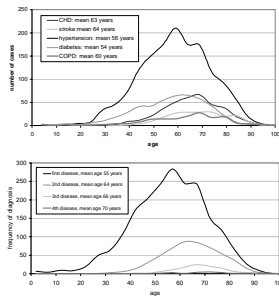 250
200
150
100
50
0
number of cases
CHD: mean 63 years
stroke:mean 64 years
hypertension: mean 58 years
diabetes: mean 54 years
COPD: mean 60 years
0 10 20 30 40 50 60 70 80 90 100
age
300
250
200
150
100
50
0
frequency of diagnosis
first disease, mean age 55 years
2nd disease, mean age 64 years
3rd disease, mean age 66 years
4th disease, mean age 70 years
0 10 20 30 40 50 60 70 80 90 100
age